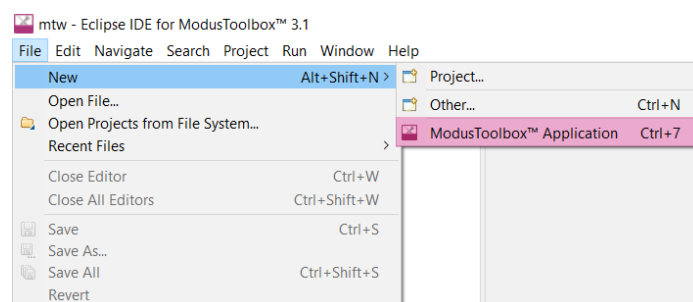 mtw - Eclipse IDE for ModusToolbox™ 3.1
File Edit Navigate Search Project Run Window Help
New Alt+Shift+N > Project...
Open File... Other... Ctrl+N
Open Projects from File System... ModusToolbox™ Application Ctrl+7
Recent Files >
Close Editor Ctrl+W
Close All Editors Ctrl+Shift+W
Save Ctrl+S
Save As...
Save All Ctrl+Shift+S
Revert